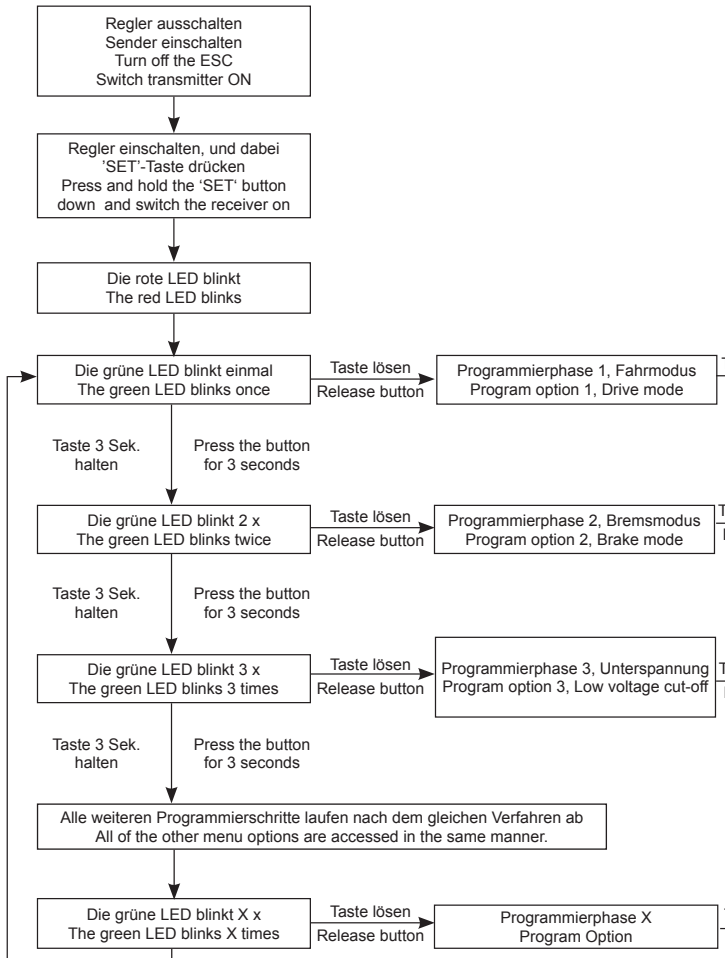 Regler ausschalten
Sender einschalten
Turn off the ESC
Switch transmitter ON
Regler einschalten, und dabei
’SET’-Taste drücken
Press and hold the ‘SET‘ button
down and switch the receiver on
Die rote LED blinkt
The red LED blinks
Die grüne LED blinkt einmal
The green LED blinks once
Taste lösen
Release button
Programmierphase 1, Fahrmodus
Program option 1, Drive mode
Taste 3 Sek.
halten
Press the button
for 3 seconds
Die grüne LED blinkt 2 x
The green LED blinks twice
Taste lösen
Release button
Programmierphase 2, Bremsmodus
Program option 2, Brake mode
Taste 3 Sek.
halten
Press the button
for 3 seconds
Die grüne LED blinkt 3 x
The green LED blinks 3 times
Taste lösen
Release button
Programmierphase 3, Unterspannung
Program option 3, Low voltage cut-off
Taste 3 Sek.
halten
Press the button
for 3 seconds
Alle weiteren Programmierschritte laufen nach dem gleichen Verfahren ab
All of the other menu options are accessed in the same manner.
Die grüne LED blinkt X x
The green LED blinks X times
Taste lösen
Release button
Programmierphase X
Program Option